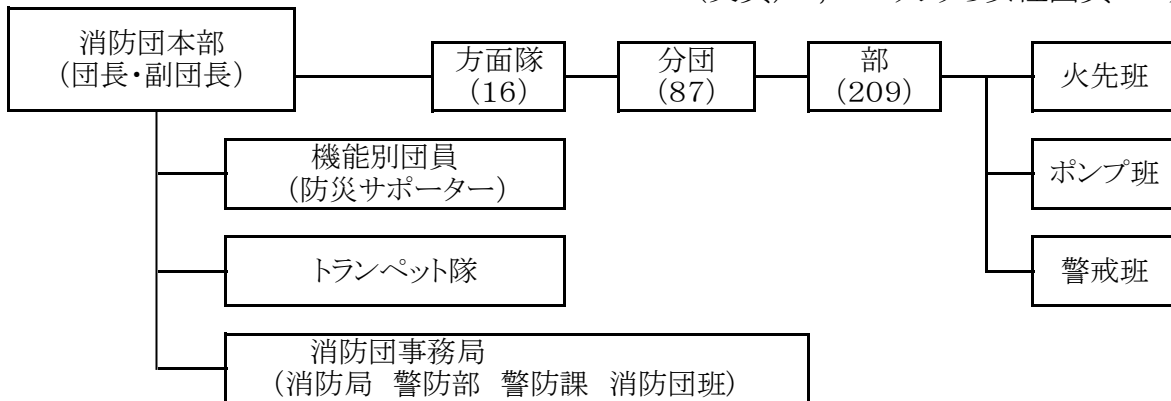 消防団本部
(団長・副団長)
方面隊
(16)
分団
(87)
部
(209)
火先班
機能別団員
(防災サポーター)
ポンプ班
トランペット隊
警戒班
消防団事務局
(消防局 警防部 警防課 消防団班)